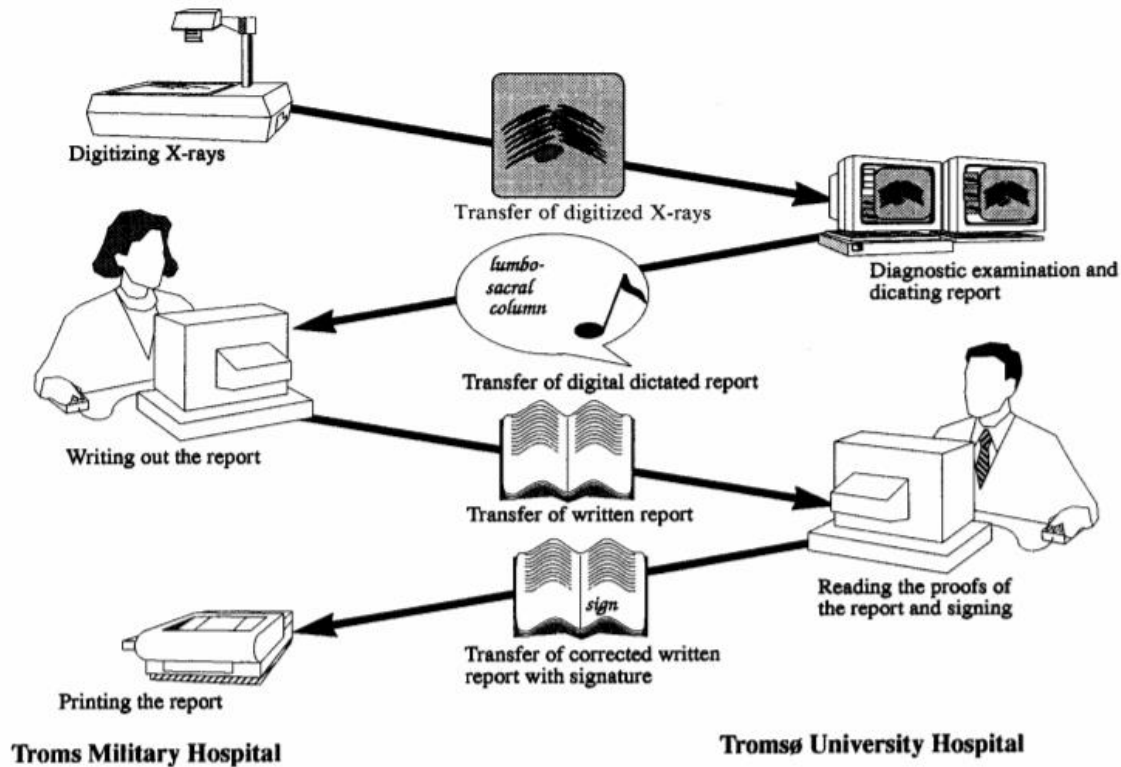 Digitizing X-rays
Transfer of digitized X-rays
Diagnostic examination and
dicating report
lumbo-
sacral
column
Transfer of digital dictated report
Writing out the report
Transfer of written report
Reading the proofs of
the report and signing
sign
Transfer of corrected written
report with signature
Printing the report
Troms Military Hospital
Tromsø University Hospital